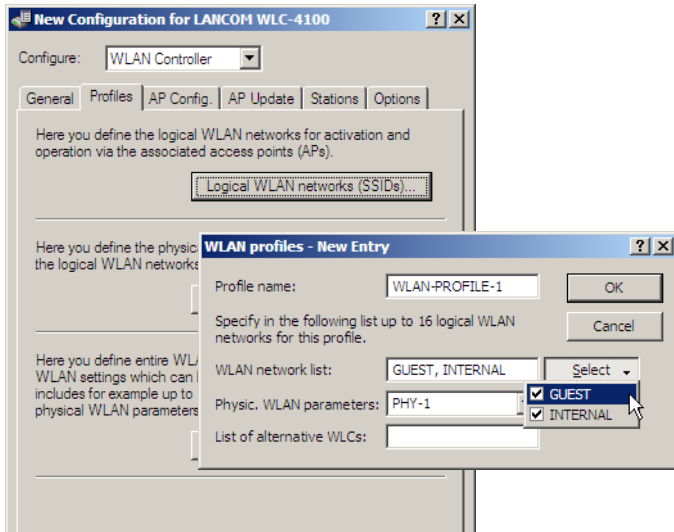 New Configuration for LANCOM WLC-4100
Configure: WLAN Controller
General Profiles AP Config. AP Update Stations Options
Here you define the logical WLAN networks for activation and
operation via the associated access points (APs).
Logical WLAN networks (SSIDs)...
Here you define the physic
the logical WLAN networks
Here you define entire WL
WLAN settings which can
includes for example up to
physical WLAN parameters
WLAN profiles - New Entry
Profile name: WLAN-PROFILE-1 OK
Specify in the following list up to 16 logical WLAN
networks for this profile.
Cancel
WLAN network list: GUEST, INTERNAL Select
Physic. WLAN parameters: PHY-1
GUEST
INTERNAL
List of alternative WLCs: